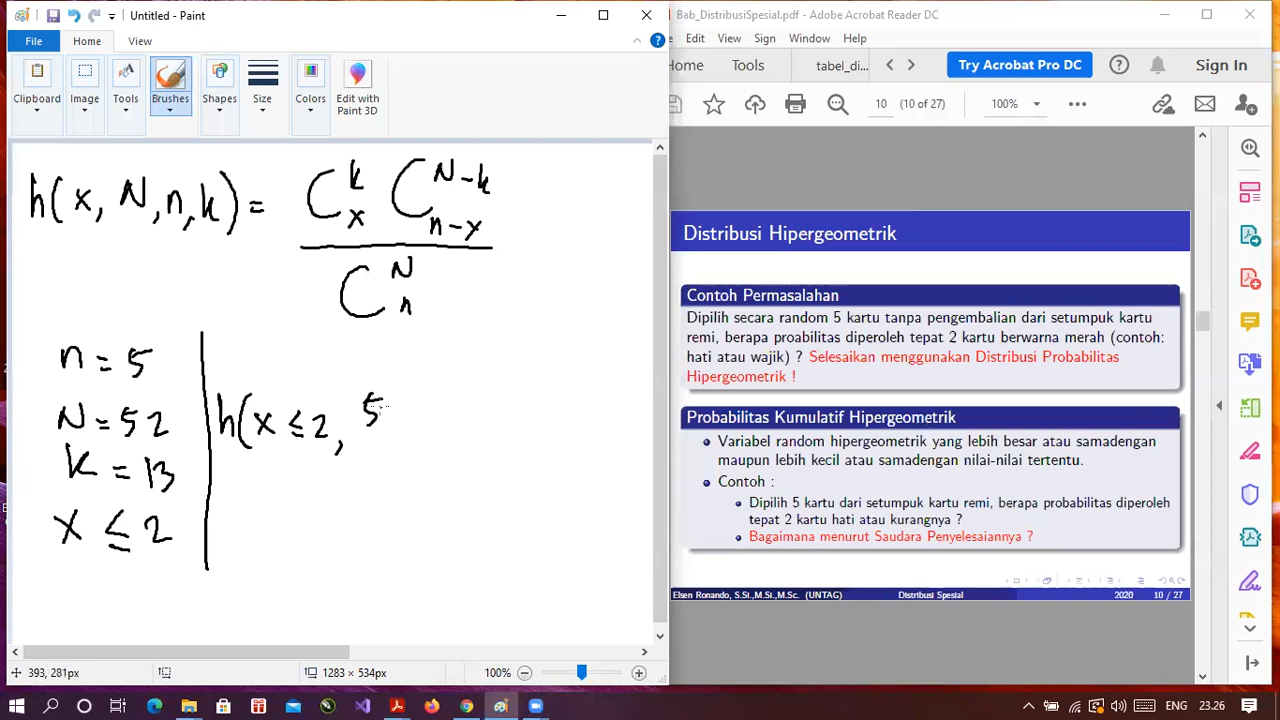 Untitled - Paint
File Home View
Clipboard Image Tools Brushes Shapes Size Colors Edit with Paint 3D
h(x, N, n, k) = C k x C N-k n-x
C N n
n = 5
N = 52
k = 13
x ≤ 2
h(x ≤ 2, 5
393, 281px 1283 × 534px 100%
Bab_DistribusiSpesial.pdf - Adobe Acrobat Reader DC
Edit View Sign Window Help
Home Tools tabel_di... Try Acrobat Pro DC Sign In
10 (10 of 27) 100%
Distribusi Hipergeometrik
Contoh Permasalahan
Dipilih secara random 5 kartu tanpa pengembalian dari setumpuk kartu
remi, berapa proabilitas diperoleh tepat 2 kartu berwarna merah (contoh:
hati atau wajik) ? Selesaikan menggunakan Distribusi Probabilitas
Hipergeometrik !
Probabilitas Kumulatif Hipergeometrik
Variabel random hipergeometrik yang lebih besar atau samadengan
maupun lebih kecil atau samadengan nilai-nilai tertentu.
Contoh :
Dipilih 5 kartu dari setumpuk kartu remi, berapa probabilitas diperoleh
tepat 2 kartu hati atau kurangnya ?
Bagaimana menurut Saudara Penyelesaiannya ?
Elsen Ronando, S.Si.,M.Si.,M.Sc. (UNTAG) Distribusi Spesial 2020 10 / 27
ENG 23.26